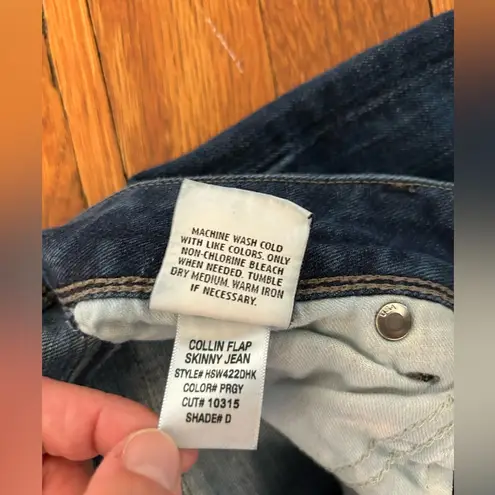 MACHINE WASH COLD
WITH LIKE COLORS. ONLY
NON-CHLORINE BLEACH
WHEN NEEDED. TUMBLE
DRY MEDIUM. WARM IRON
IF NECESSARY.
COLLIN FLAP
SKINNY JEAN
STYLE# HSW422DHK
COLOR# PRGY
CUT# 10315
SHADE# D